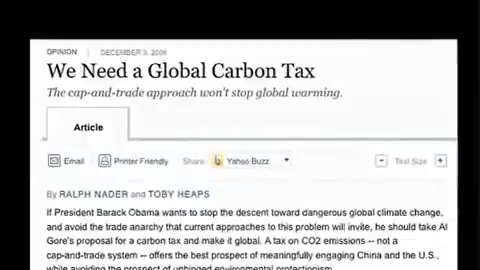 OPINION | DECEMBER 3, 2008
We Need a Global Carbon Tax
The cap-and-trade approach won't stop global warming.
Article
Email Printer Friendly Share: Yahoo Buzz Text Size
By RALPH NADER and TOBY HEAPS
If President Barack Obama wants to stop the descent toward dangerous global climate change,
and avoid the trade anarchy that current approaches to this problem will invite, he should take Al
Gore's proposal for a carbon tax and make it global. A tax on CO2 emissions -- not a
cap-and-trade system -- offers the best prospect of meaningfully engaging China and the U.S.,
while avoiding the prospect of unhinged environmental protectionism.